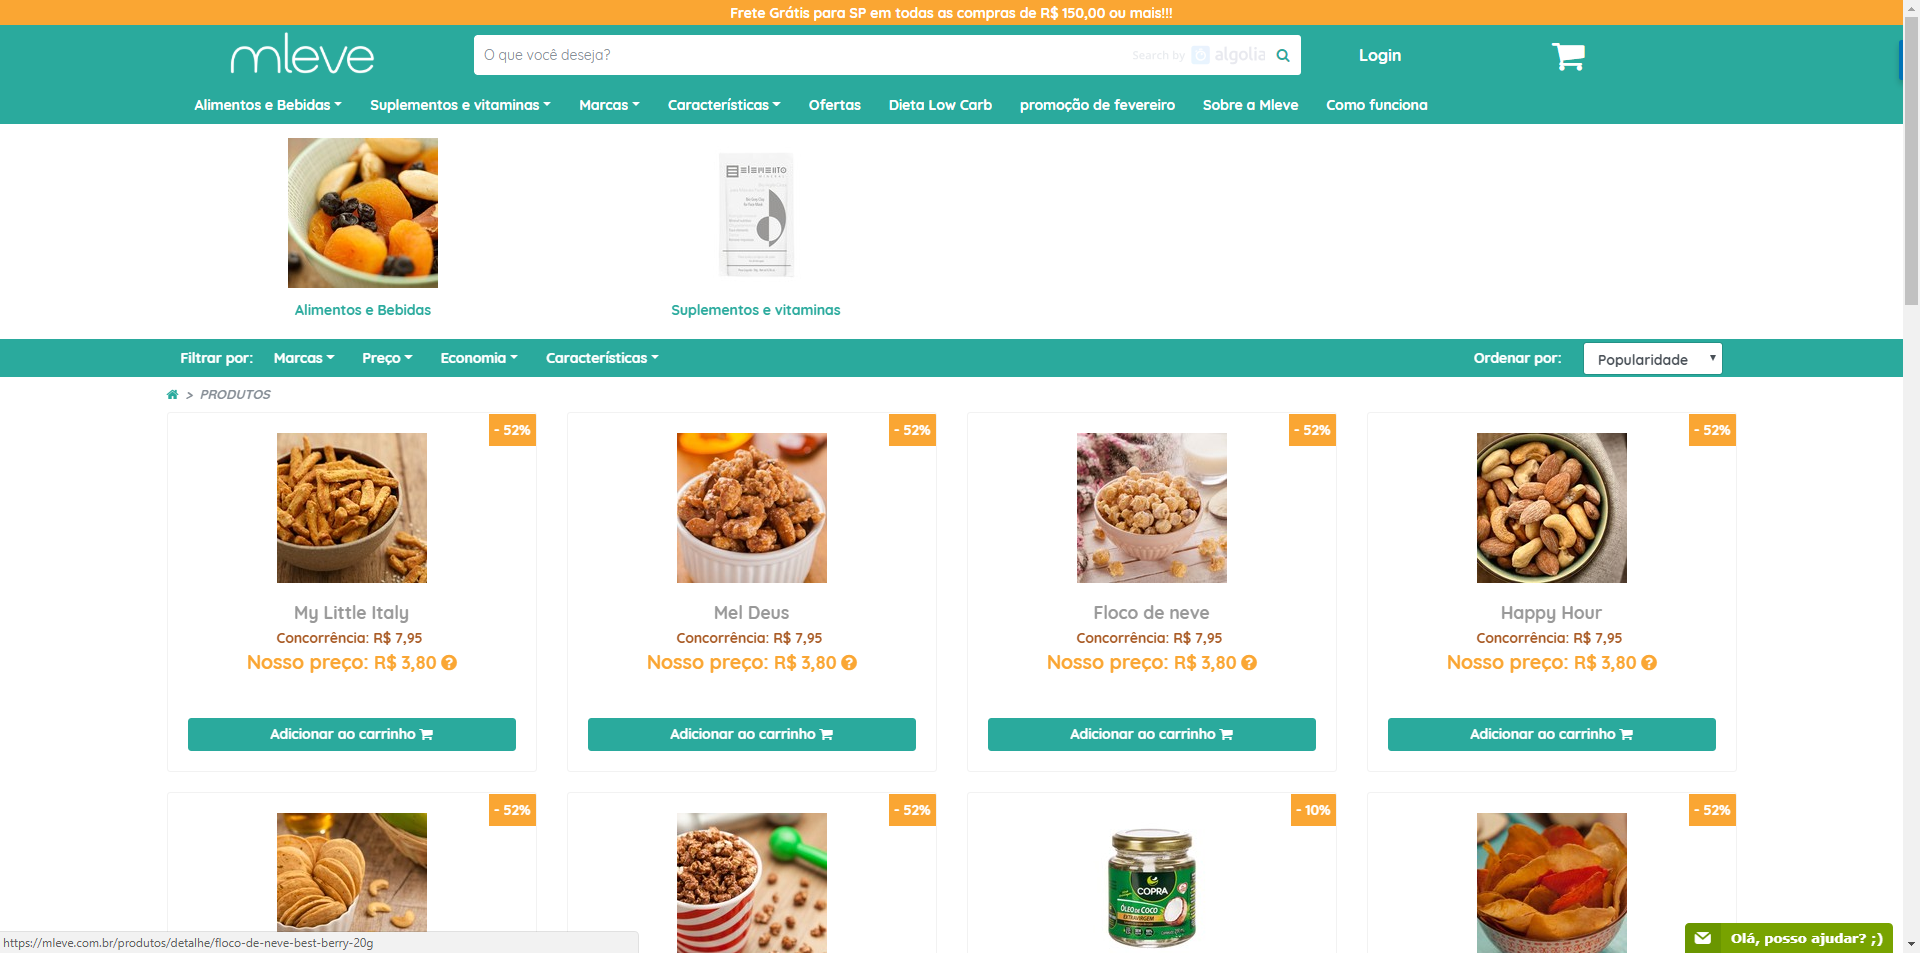 Frete Grátis para SP em todas as compras de R$ 150,00 ou mais!!!
mleve
O que você deseja?
Search by algolia
Login
Alimentos e Bebidas Suplementos e vitaminas Marcas Características Ofertas Dieta Low Carb promoção de fevereiro Sobre a Mleve Como funciona
ELEMENTO
MINERAL
Alimentos e Bebidas
Suplementos e vitaminas
Filtrar por: Marcas Preço Economia Características
Ordenar por: Popularidade
> PRODUTOS
- 52%
My Little Italy
Concorrência: R$ 7,95
Nosso preço: R$ 3,80
Adicionar ao carrinho
- 52%
Mel Deus
Concorrência: R$ 7,95
Nosso preço: R$ 3,80
Adicionar ao carrinho
- 52%
Floco de neve
Concorrência: R$ 7,95
Nosso preço: R$ 3,80
Adicionar ao carrinho
- 52%
Happy Hour
Concorrência: R$ 7,95
Nosso preço: R$ 3,80
Adicionar ao carrinho
- 52%
- 52%
- 10%
COPRA
ÓLEO DE COCO
EXTRAVIRGEM
- 52%
https://mleve.com.br/produtos/detalhe/floco-de-neve-best-berry-20g
Olá, posso ajudar? ;)